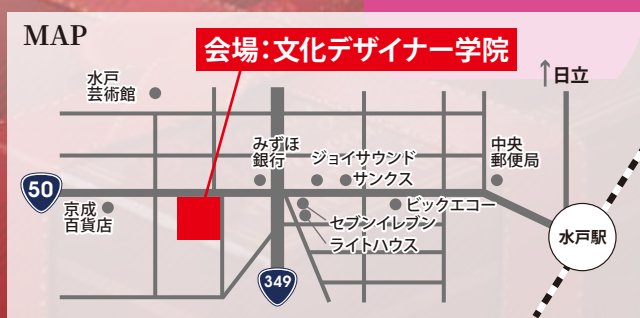 MAP
会場:文化デザイナー学院
↑日立
水戸
芸術館
みずほ
銀行
ジョイサウンド
サンクス
中央
郵便局
50
京成
百貨店
ビックエコー
セブンイレブン
ライトハウス
水戸駅
349